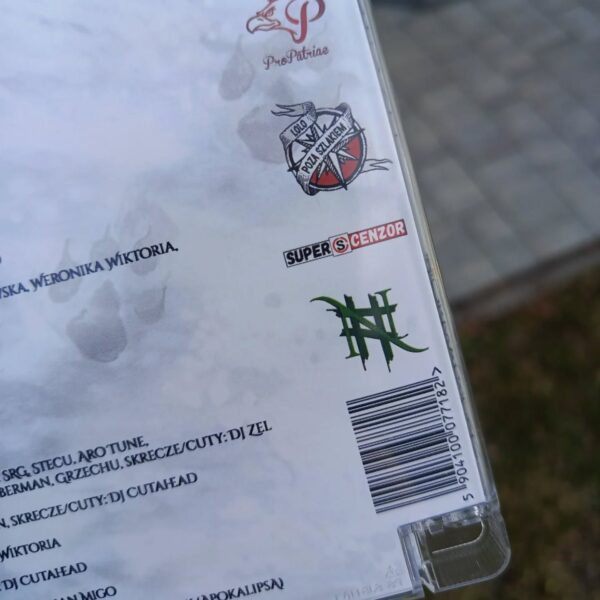 P
ProPatriae
LOLO
POZA SZLAKIEM
SUPER S CENZOR
WSKA, WERONIKA WIKTORIA,
SRG, STECU, ARO TUNE,
BERMAN, GRZECHU, SKRECZE/CUTY: DJ ZEL
N, SKRECZE/CUTY: DJ CUTAHEAD
WIKTORIA
DJ CUTAHEAD
MIGO
(APOKALIPSA)
5 904100 077182 >